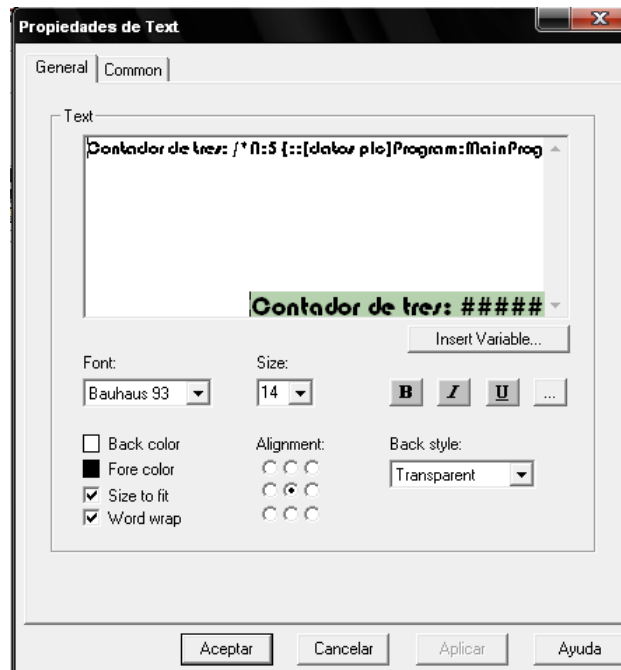 Propiedades de Text
General Common
Text
Contador de tres: /*N:5 {::[datos plc]Program:MainProg
Contador de tres: #####
Insert Variable...
Font: Size:
Bauhaus 93 14 B I U ...
Back color Alignment: Back style:
Fore color Transparent
Size to fit
Word wrap
Aceptar Cancelar Aplicar Ayuda